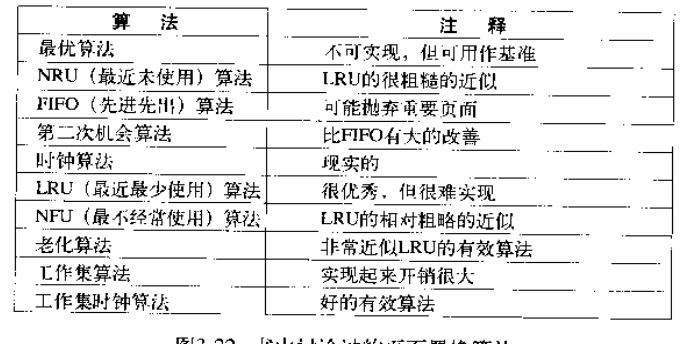 算 法 注 释
最优算法 不可实现，但可用作基准
NRU（最近未使用）算法 LRU的很粗糙的近似
FIFO（先进先出）算法 可能抛弃重要页面
第二次机会算法 比FIFO有大的改善
时钟算法 现实的
LRU（最近最少使用）算法 很优秀，但很难实现
NFU（最不经常使用）算法 LRU的相对粗略的近似
老化算法 非常近似LRU的有效算法
工作集算法 实现起来开销很大
工作集时钟算法 好的有效算法